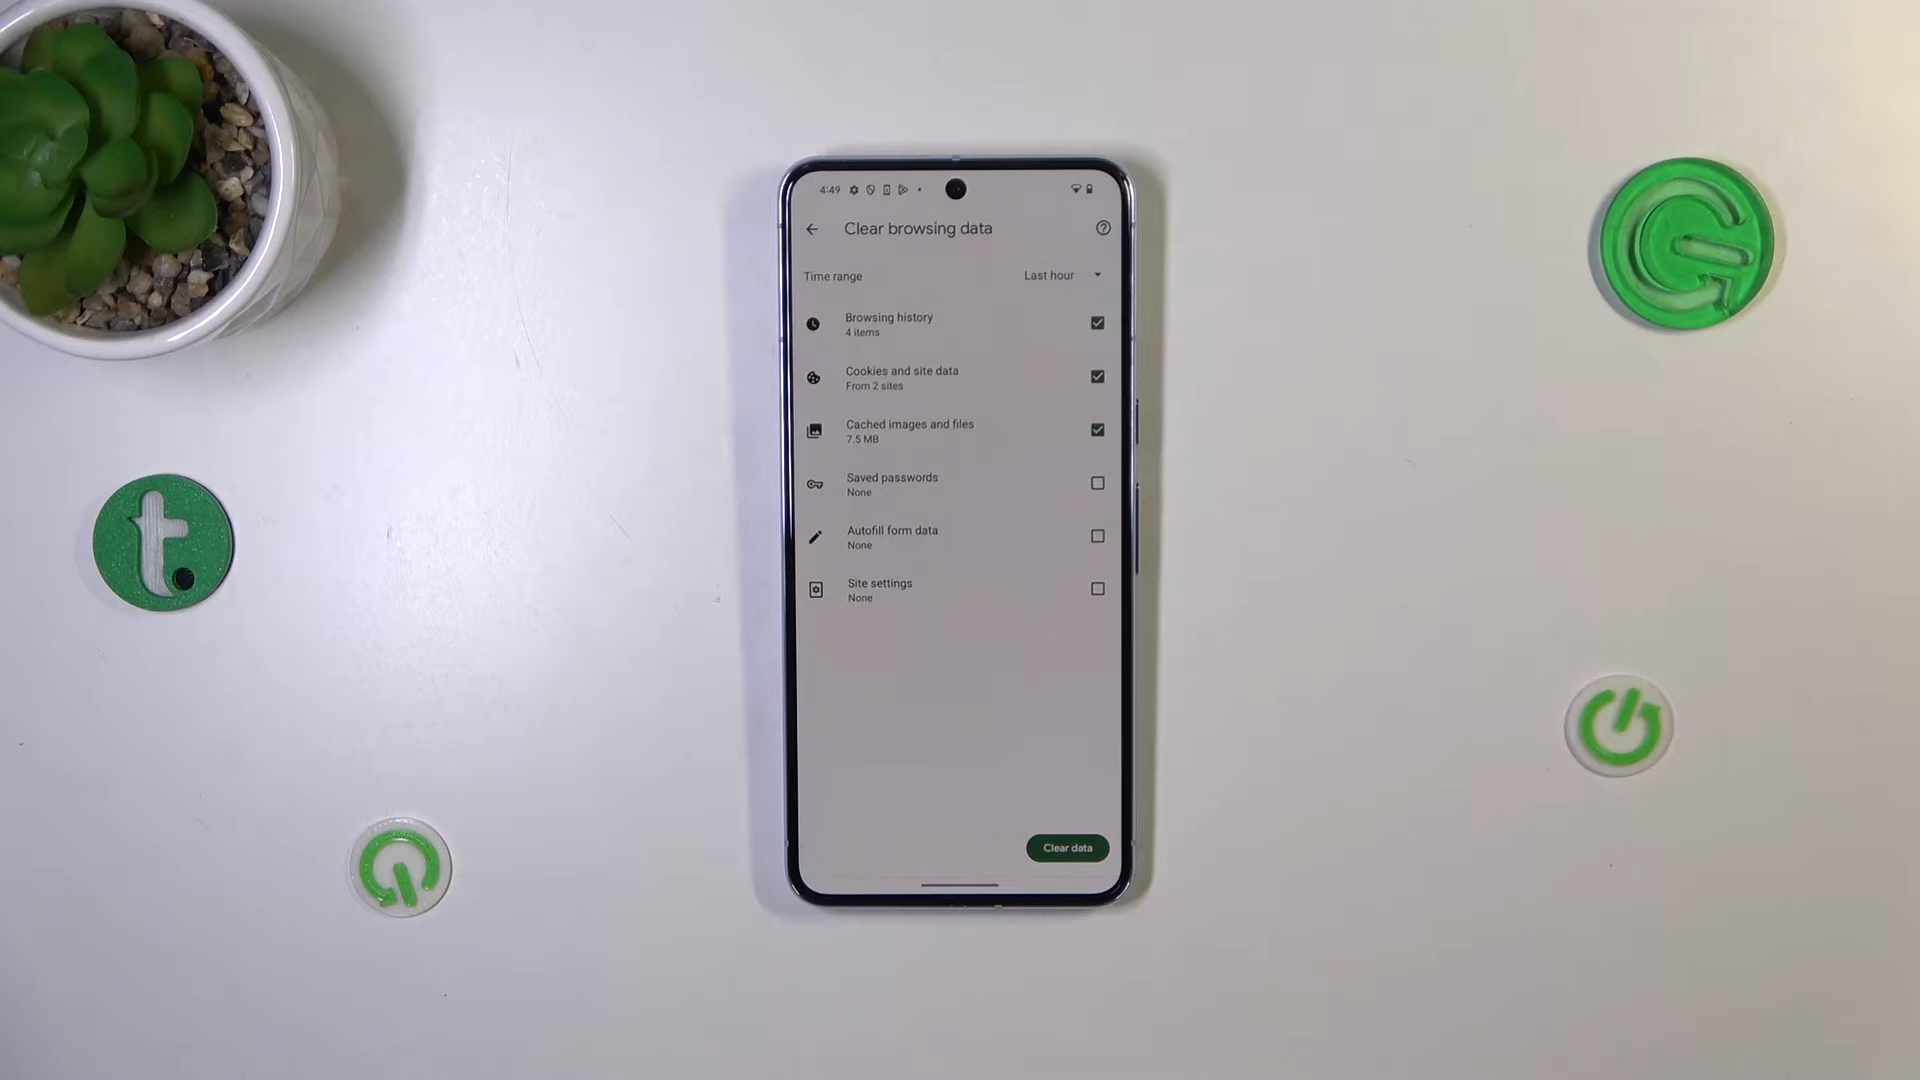 4:49
Clear browsing data
Time range
Last hour
Browsing history
4 items
Cookies and site data
From 2 sites
Cached images and files
7.5 MB
Saved passwords
None
Autofill form data
None
Site settings
None
Clear data
t.